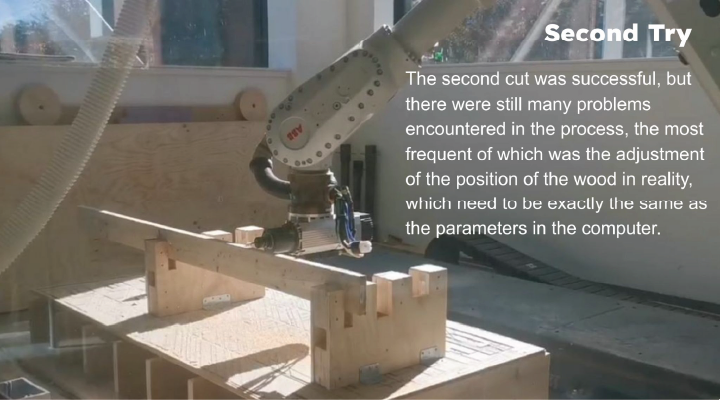 Second Try
The second cut was successful, but
there were still many problems
encountered in the process, the most
frequent of which was the adjustment
of the position of the wood in reality,
which need to be exactly the same as
the parameters in the computer.